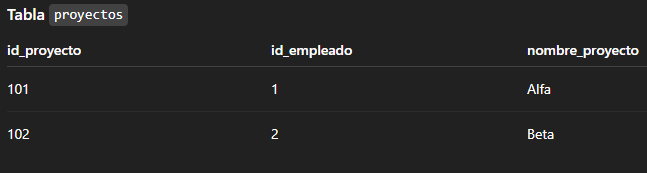 Tabla proyectos
id_proyecto id_empleado nombre_proyecto
101 1 Alfa
102 2 Beta